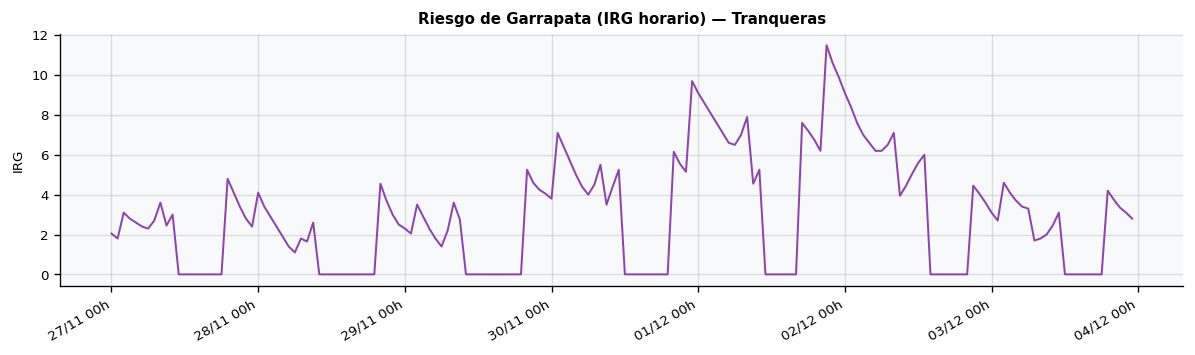 Riesgo de Garrapata (IRG horario) — Tranqueras
IRG
12
10
8
6
4
2
0
27/11 00h
28/11 00h
29/11 00h
30/11 00h
01/12 00h
02/12 00h
03/12 00h
04/12 00h